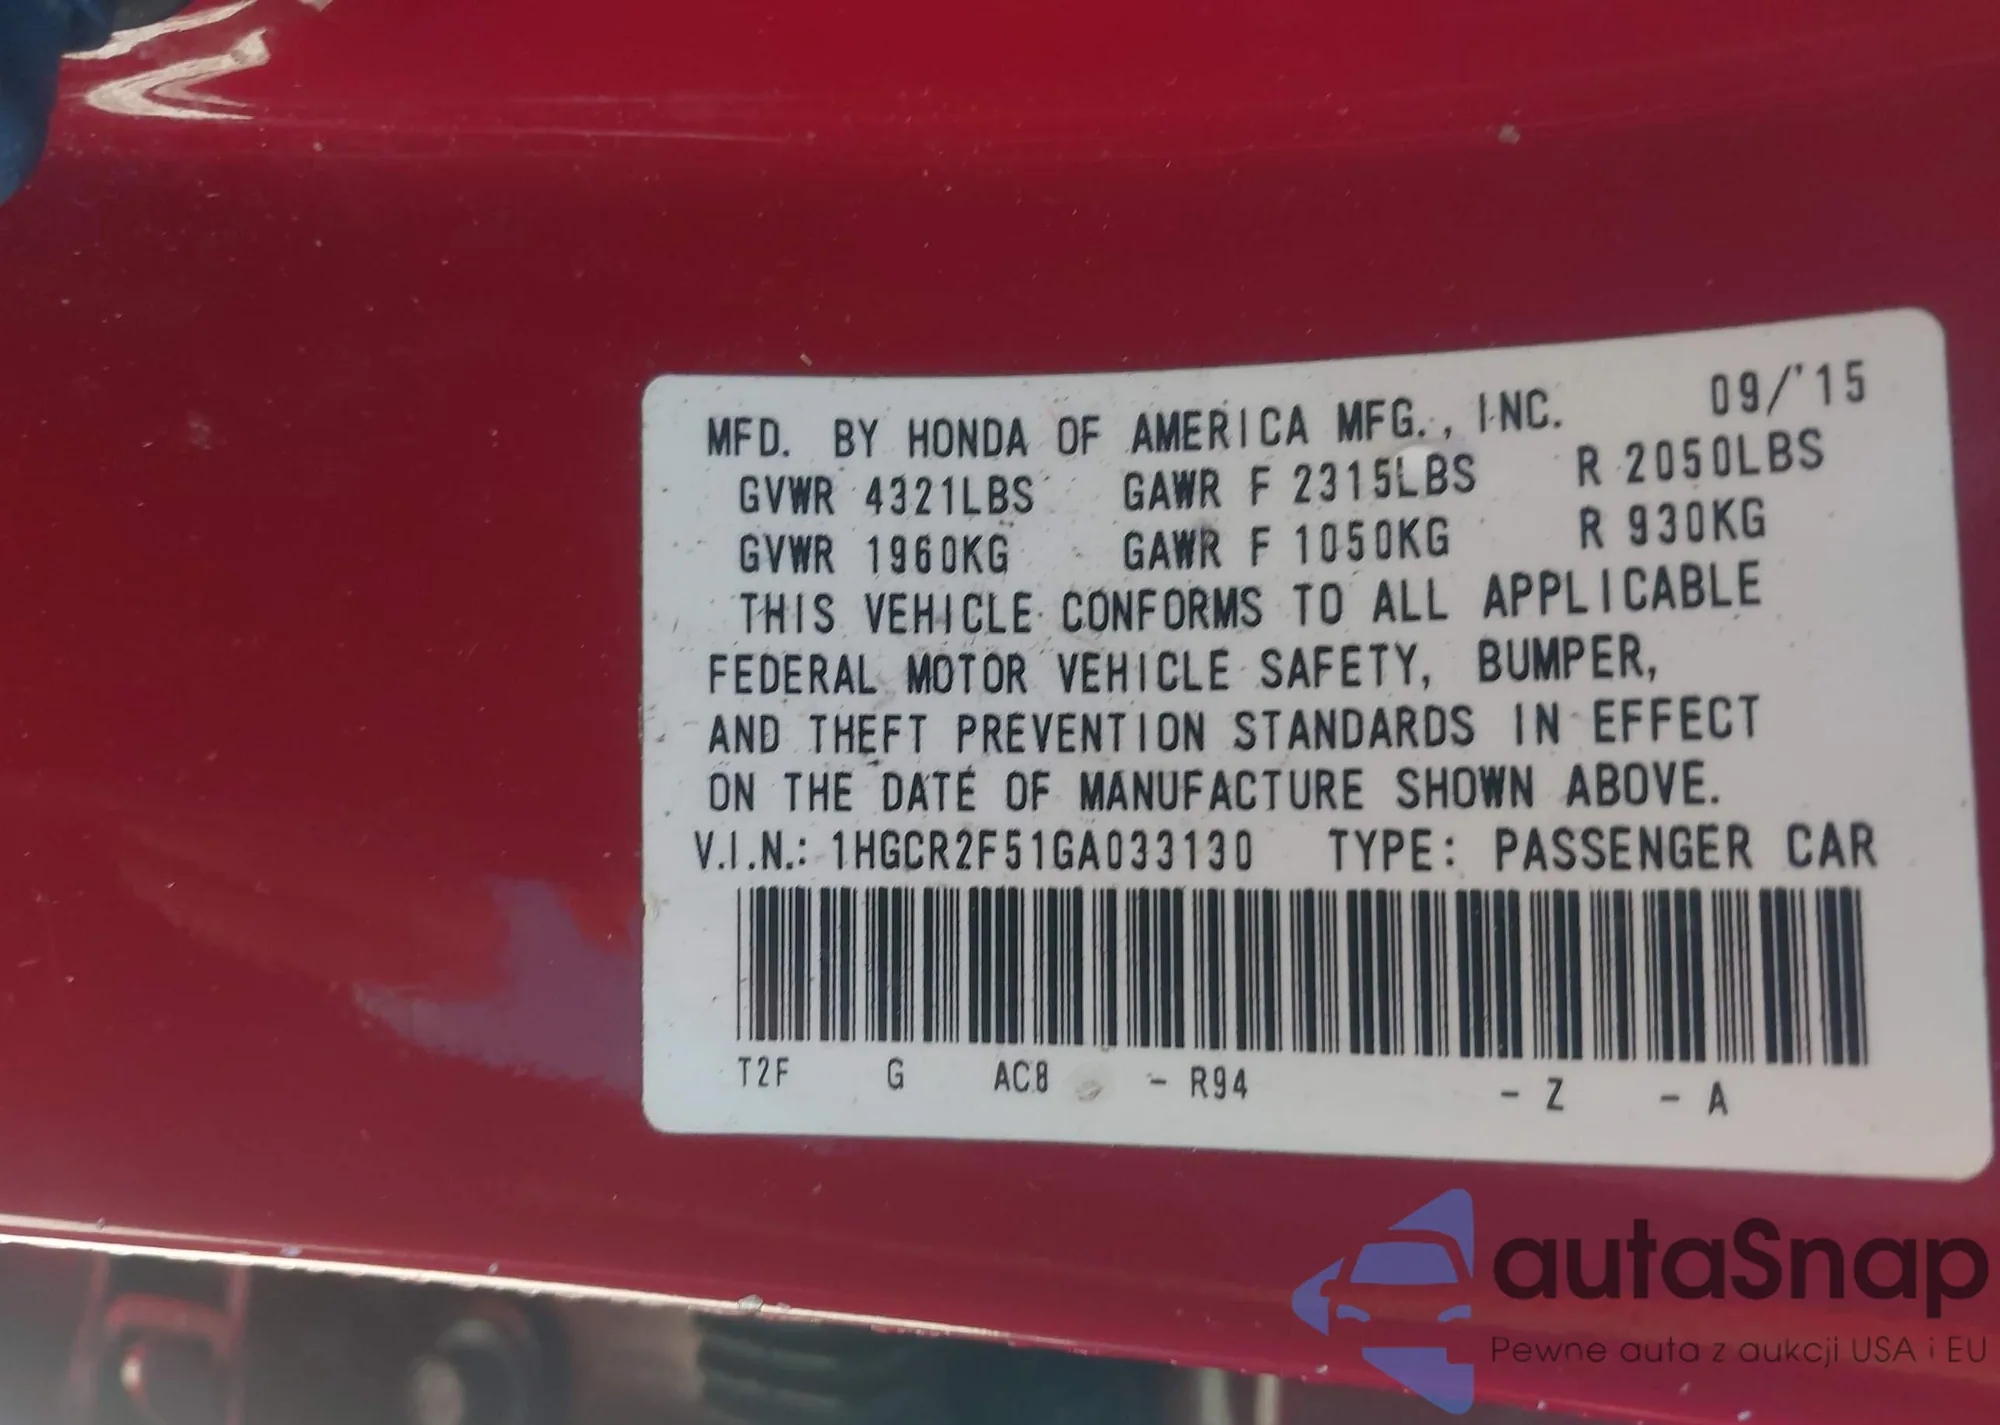 MFD. BY HONDA OF AMERICA MFG., INC. 09/'15
GVWR 4321LBS GAWR F 2315LBS R 2050LBS
GVWR 1960KG GAWR F 1050KG R 930KG
THIS VEHICLE CONFORMS TO ALL APPLICABLE
FEDERAL MOTOR VEHICLE SAFETY, BUMPER,
AND THEFT PREVENTION STANDARDS IN EFFECT
ON THE DATE OF MANUFACTURE SHOWN ABOVE.
V.I.N.: 1HGCR2F51GA033130 TYPE: PASSENGER CAR
T2F G AC8 - R94 - Z - A
autaSnap
Pewne auta z aukcji USA i EU